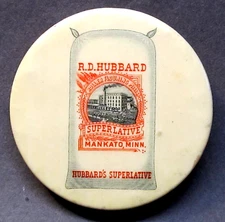 R.D. HUBBARD
SUPERLATIVE
MANKATO MINN.
HUBBARD'S SUPERLATIVE